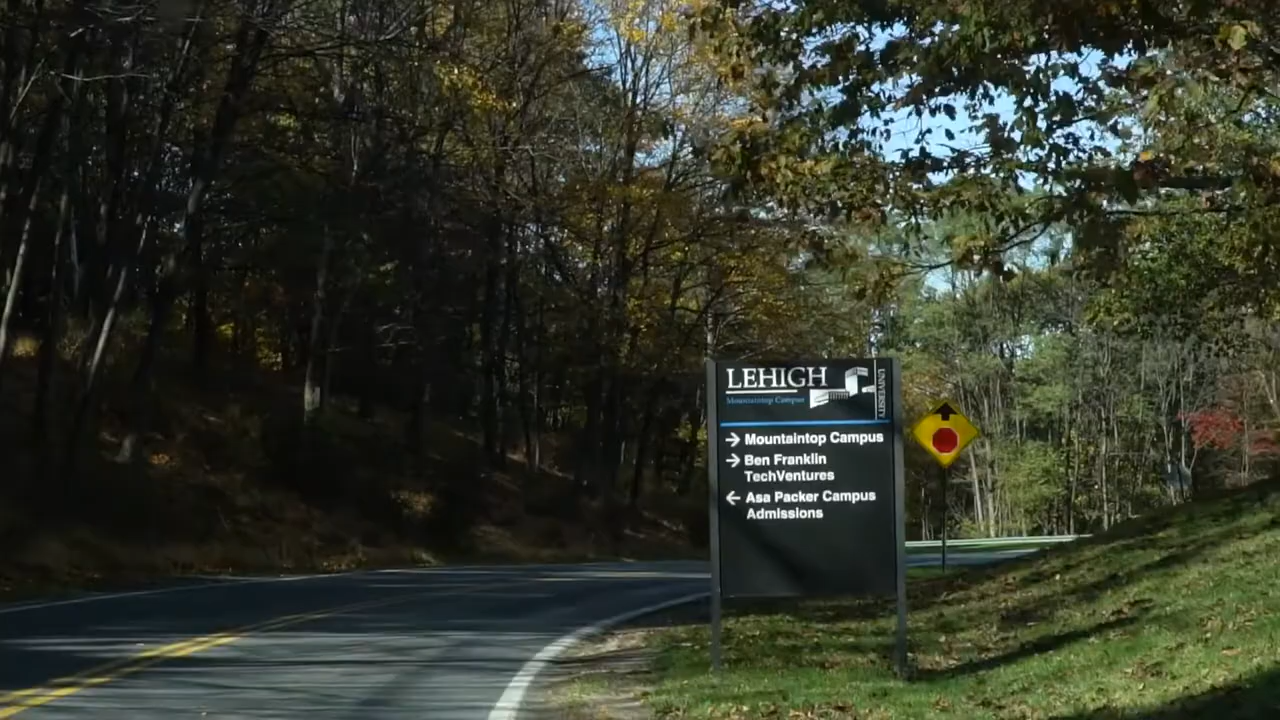 LEHIGH
UNIVERSITY
Mountaintop Campus
→ Mountaintop Campus
→ Ben Franklin
TechVentures
← Asa Packer Campus
Admissions